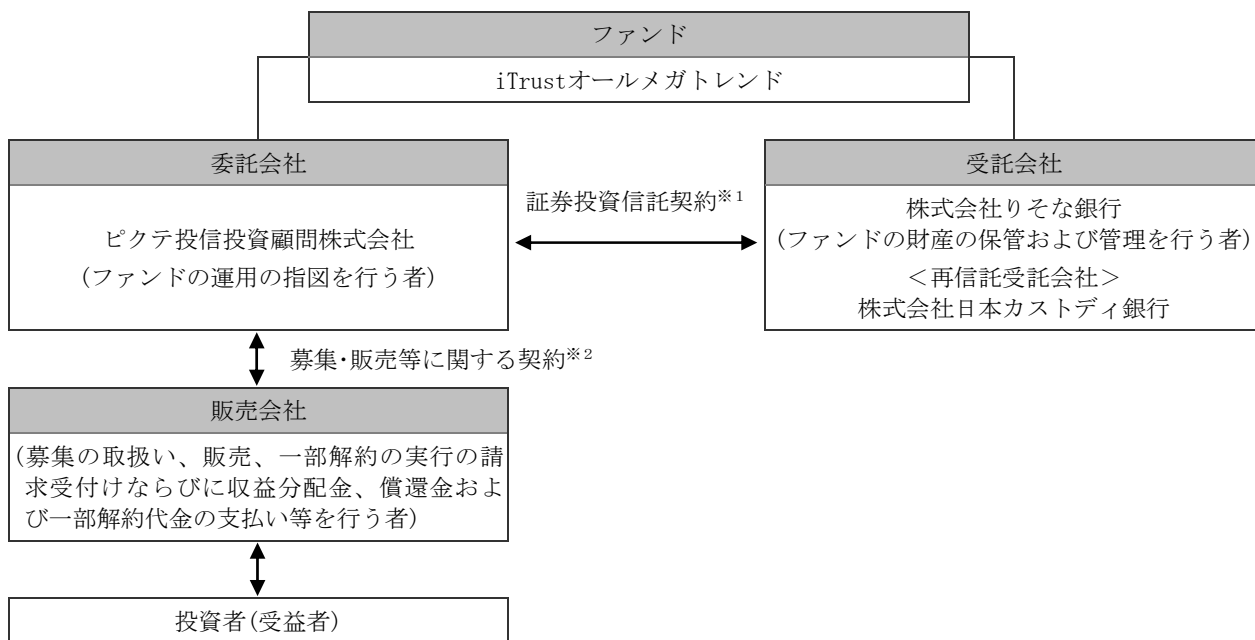 ファンド
iTrustオールメガトレンド
委託会社
ピクテ投信投資顧問株式会社
(ファンドの運用の指図を行う者)
証券投資信託契約※1
受託会社
株式会社りそな銀行
(ファンドの財産の保管および管理を行う者)
＜再信託受託会社＞
株式会社日本カストディ銀行
募集・販売等に関する契約※2
販売会社
(募集の取扱い、販売、一部解約の実行の請
求受付けならびに収益分配金、償還金およ
び一部解約代金の支払い等を行う者)
投資者(受益者)